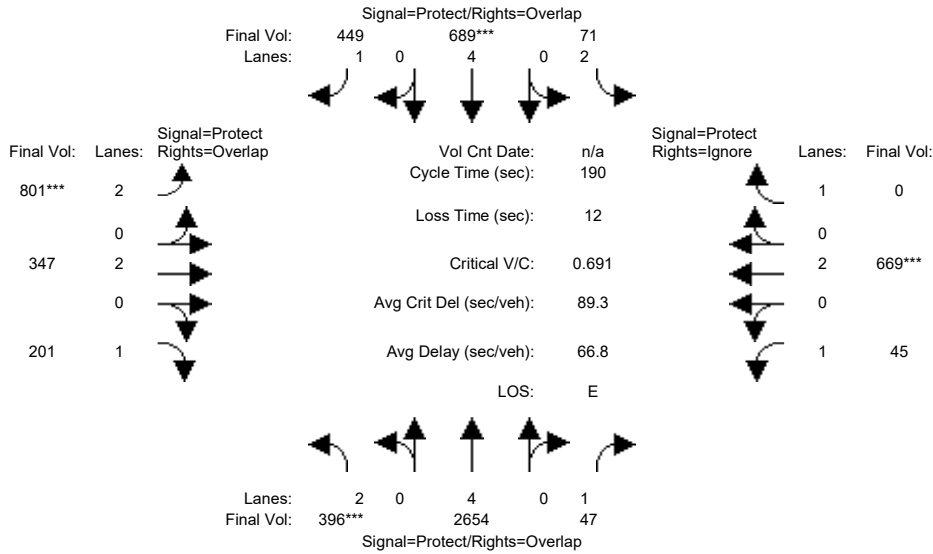 Signal=Protect/Rights=Overlap
Final Vol: 449 689*** 71
Lanes: 1 0 4 0 2
Signal=Protect
Final Vol: Lanes: Rights=Overlap
Vol Cnt Date: n/a
Signal=Protect
Rights=Ignore Lanes: Final Vol:
Cycle Time (sec): 190
801*** 2
1 0
Loss Time (sec): 12
0
0
347 2
Critical V/C: 0.691
2 669***
0
Avg Crit Del (sec/veh): 89.3
0
201 1
Avg Delay (sec/veh): 66.8
1 45
LOS: E
Lanes: 2 0 4 0 1
Final Vol: 396*** 2654 47
Signal=Protect/Rights=Overlap